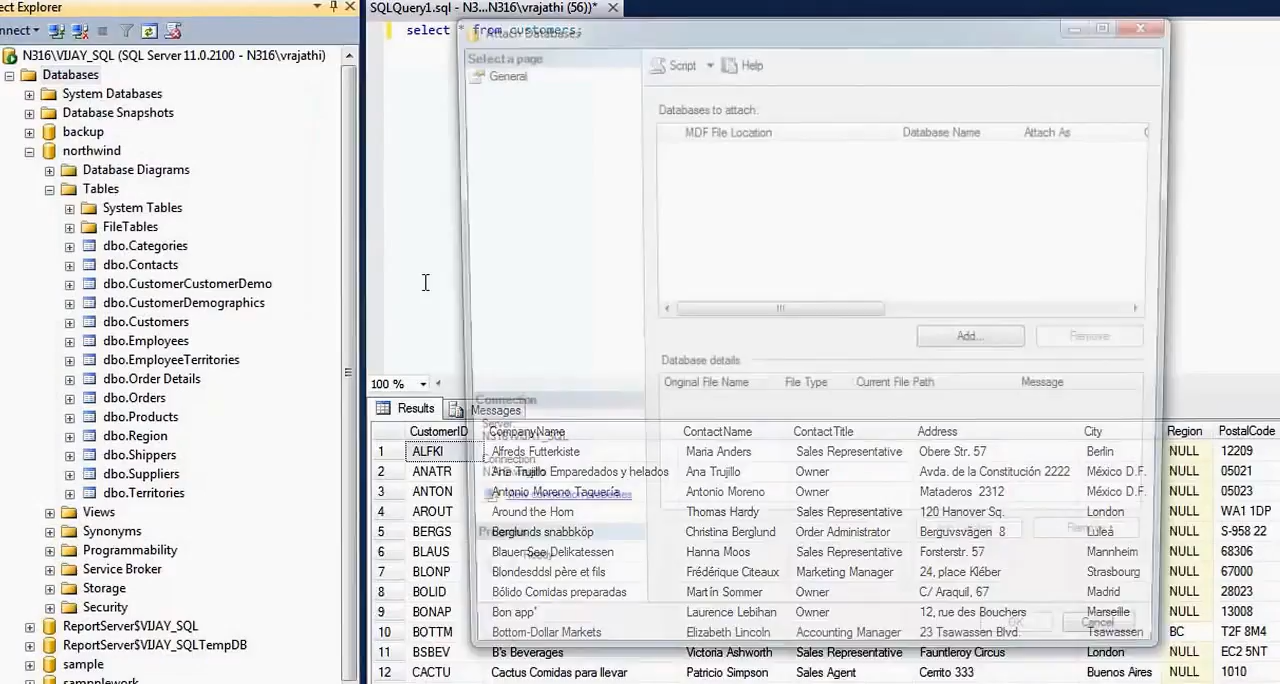 ect Explorer
SQLQuery1.sql - N3...N316\vrajathi (56))*
nnect
N316\VIJAY_SQL (SQL Server 11.0.2100 - N316\vrajathi)
Databases
System Databases
Database Snapshots
backup
northwind
Database Diagrams
Tables
System Tables
FileTables
dbo.Categories
dbo.Contacts
dbo.CustomerCustomerDemo
dbo.CustomerDemographics
dbo.Customers
dbo.Employees
dbo.EmployeeTerritories
dbo.Order Details
dbo.Orders
dbo.Products
dbo.Region
dbo.Shippers
dbo.Suppliers
dbo.Territories
Views
Synonyms
Programmability
Service Broker
Storage
Security
ReportServer$VIJAY_SQL
ReportServer$VIJAY_SQLTempDB
sample
sampplework
select * from customers;
Attach Databases
Select a page
General
Script
Help
Databases to attach:
MDF File Location Database Name Attach As
Add...
Remove
Database details
Original File Name File Type Current File Path Message
Connection
Server:
N316\VIJAY_SQL
Connection:
OK
Cancel
100 %
Results
Messages
CustomerID CompanyName ContactName ContactTitle Address City Region PostalCode
1 ALFKI Alfreds Futterkiste Maria Anders Sales Representative Obere Str. 57 Berlin NULL 12209
2 ANATR Ana Trujillo Emparedados y helados Ana Trujillo Owner Avda. de la Constitución 2222 México D.F. NULL 05021
3 ANTON Antonio Moreno Taquería Antonio Moreno Owner Mataderos 2312 México D.F. NULL 05023
4 AROUT Around the Horn Thomas Hardy Sales Representative 120 Hanover Sq. London NULL WA1 1DP
5 BERGS Berglunds snabbköp Christina Berglund Order Administrator Berguvsvägen 8 Luleå NULL S-958 22
6 BLAUS Blauer See Delikatessen Hanna Moos Sales Representative Forsterstr. 57 Mannheim NULL 68306
7 BLONP Blondesddsl père et fils Frédérique Citeaux Marketing Manager 24, place Kléber Strasbourg NULL 67000
8 BOLID Bólido Comidas preparadas Martín Sommer Owner C/ Araquil, 67 Madrid NULL 28023
9 BONAP Bon app' Laurence Lebihan Owner 12, rue des Bouchers Marseille NULL 13008
10 BOTTM Bottom-Dollar Markets Elizabeth Lincoln Accounting Manager 23 Tsawassen Blvd. Tsawassen BC T2F 8M4
11 BSBEV B's Beverages Victoria Ashworth Sales Representative Fauntleroy Circus London NULL EC2 5NT
12 CACTU Cactus Comidas para llevar Patricio Simpson Sales Agent Cerrito 333 Buenos Aires NULL 1010